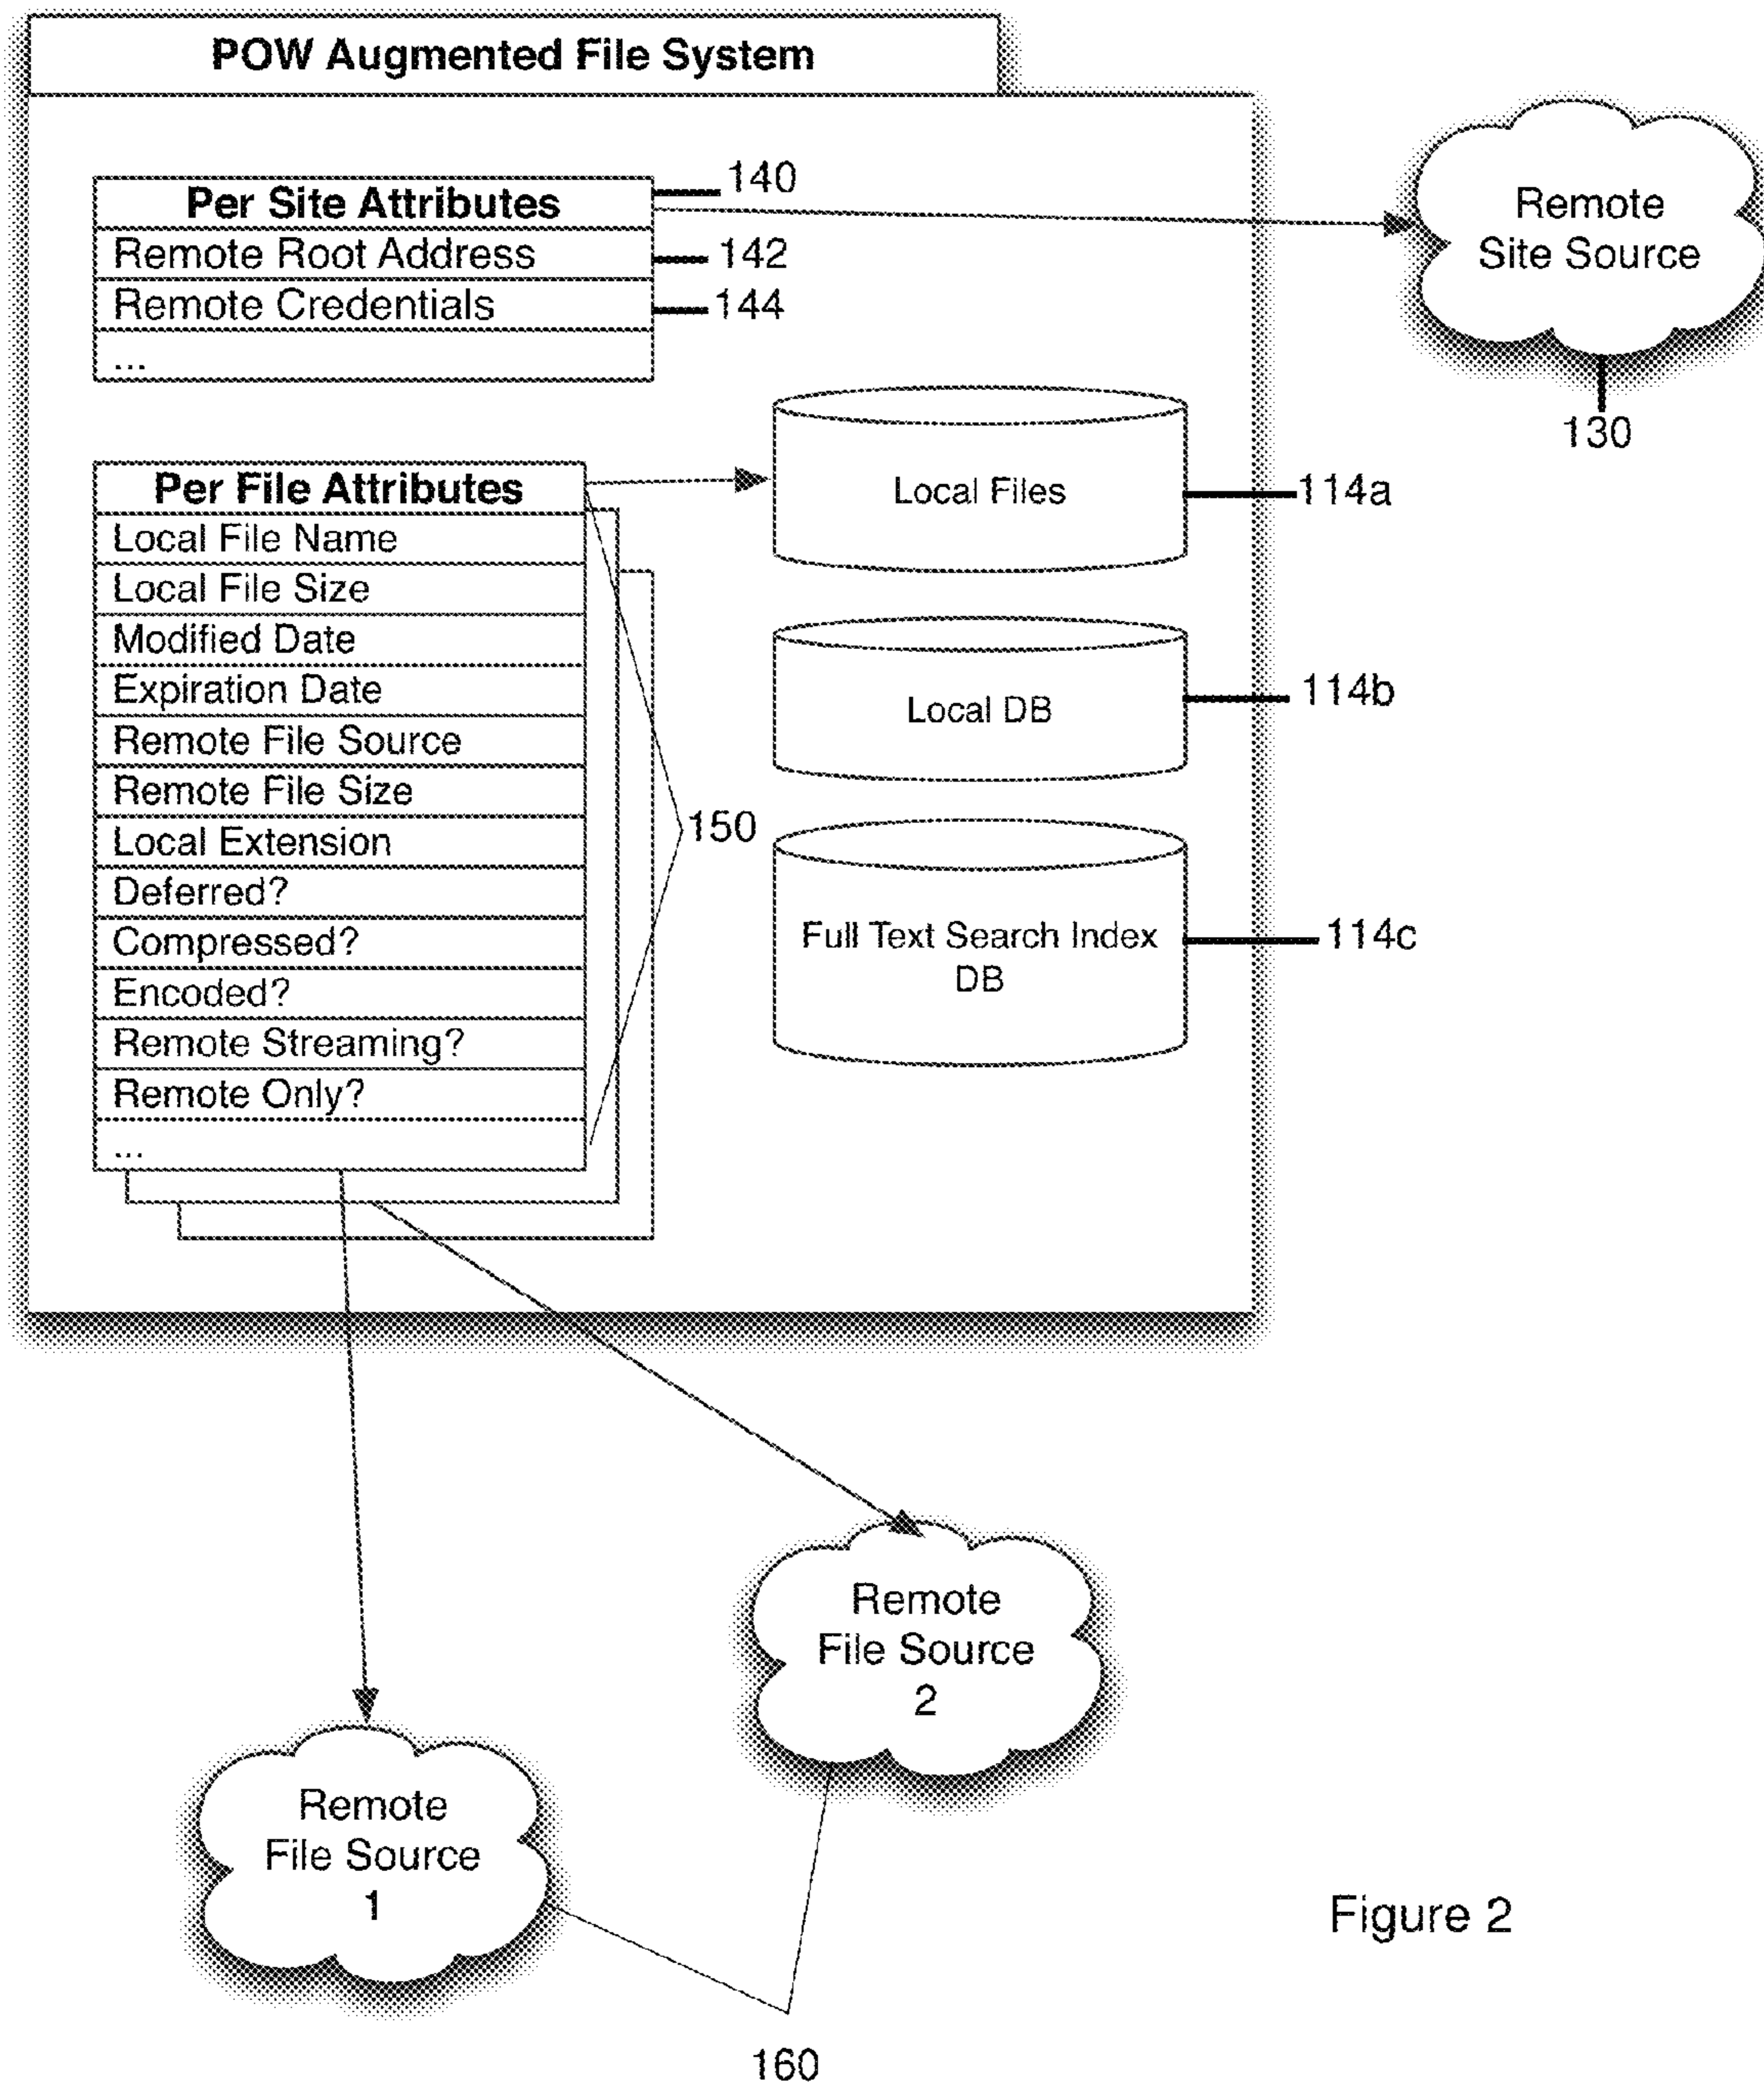 POW Augmented File System
Per Site Attributes
140
Remote Root Address
142
Remote Credentials
144
...
Remote
Site Source
130
Per File Attributes
Local File Name
Local File Size
Modified Date
Expiration Date
Remote File Source
Remote File Size
Local Extension
Deferred?
Compressed?
Encoded?
Remote Streaming?
Remote Only?
...
150
Local Files
114a
Local DB
114b
Full Text Search Index
DB
114c
Remote
File Source
2
Remote
File Source
1
160
Figure 2